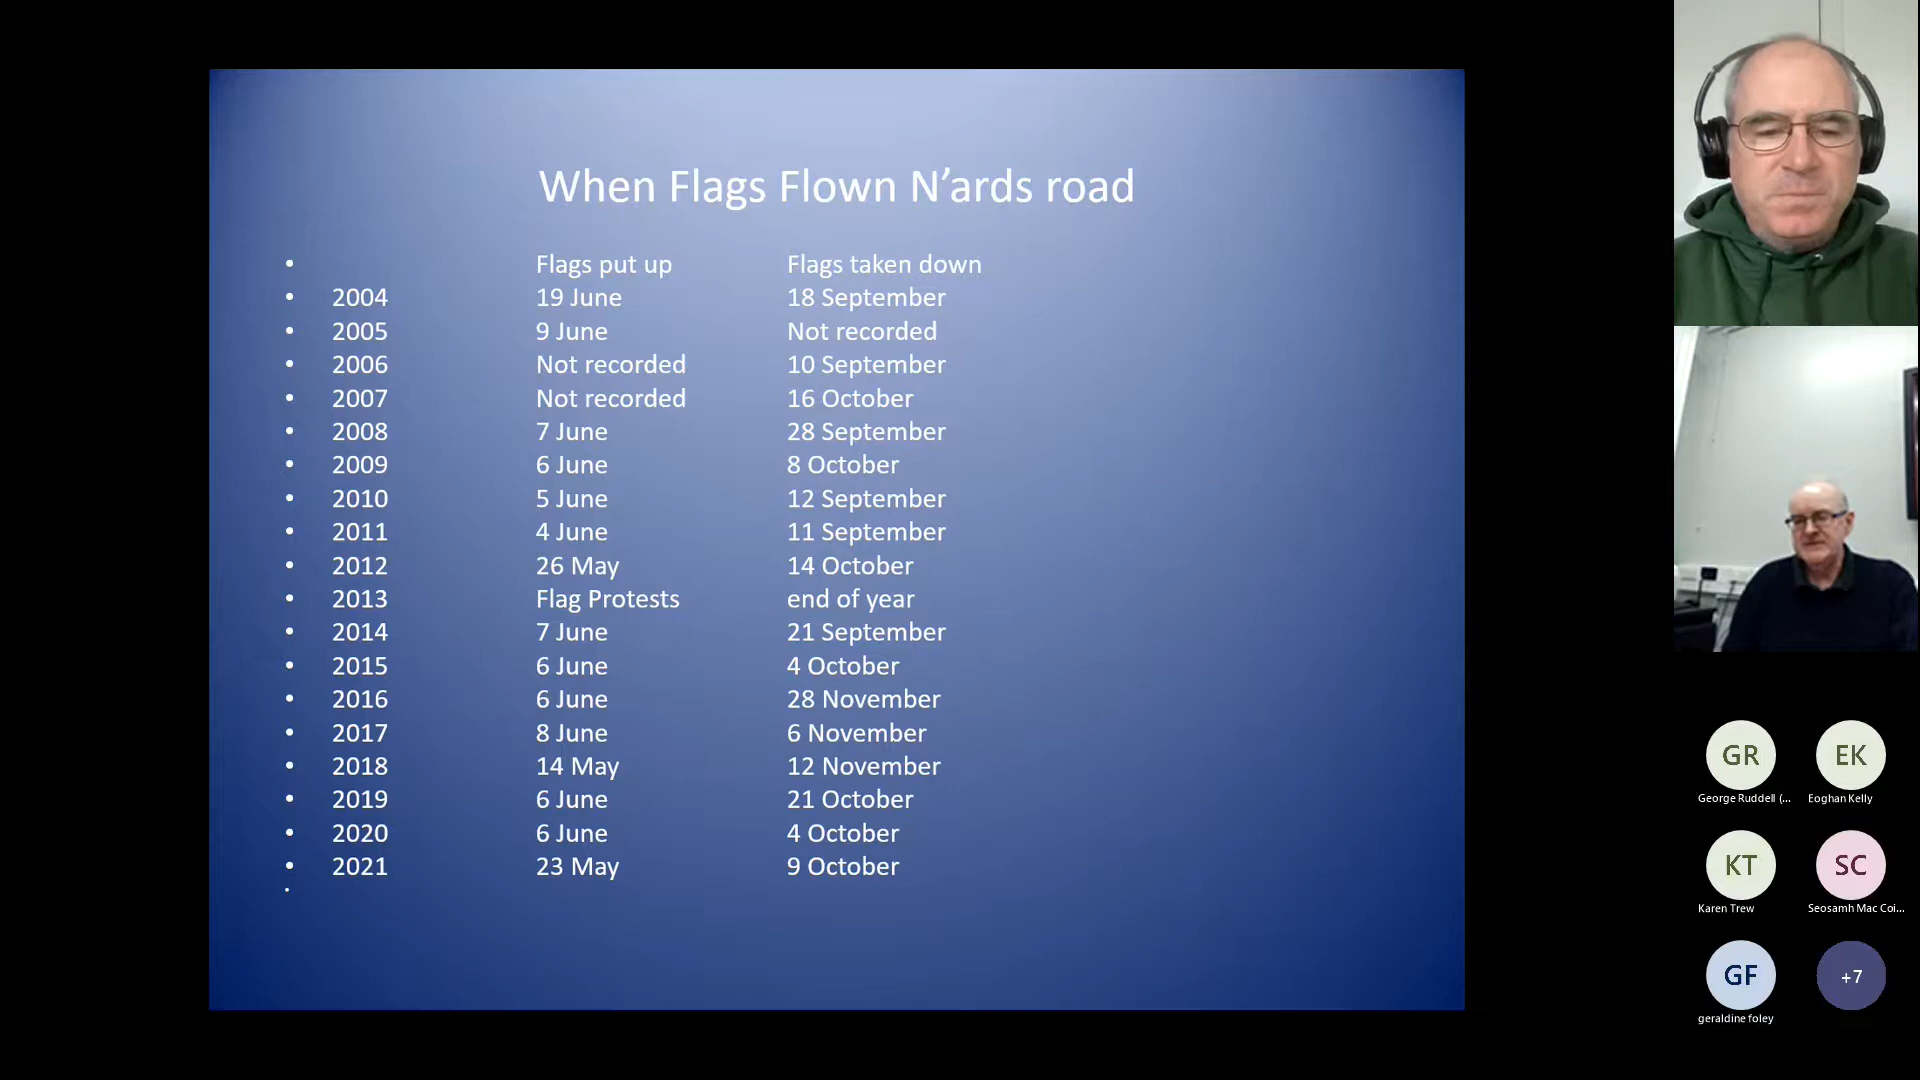 When Flags Flown N’ards road
• Flags put up Flags taken down
• 2004 19 June 18 September
• 2005 9 June Not recorded
• 2006 Not recorded 10 September
• 2007 Not recorded 16 October
• 2008 7 June 28 September
• 2009 6 June 8 October
• 2010 5 June 12 September
• 2011 4 June 11 September
• 2012 26 May 14 October
• 2013 Flag Protests end of year
• 2014 7 June 21 September
• 2015 6 June 4 October
• 2016 6 June 28 November
• 2017 8 June 6 November
• 2018 14 May 12 November
• 2019 6 June 21 October
• 2020 6 June 4 October
• 2021 23 May 9 October
•
GR EK
George Ruddell (... Eoghan Kelly
KT SC
Karen Trew Seosamh Mac Coi...
GF +7
geraldine foley